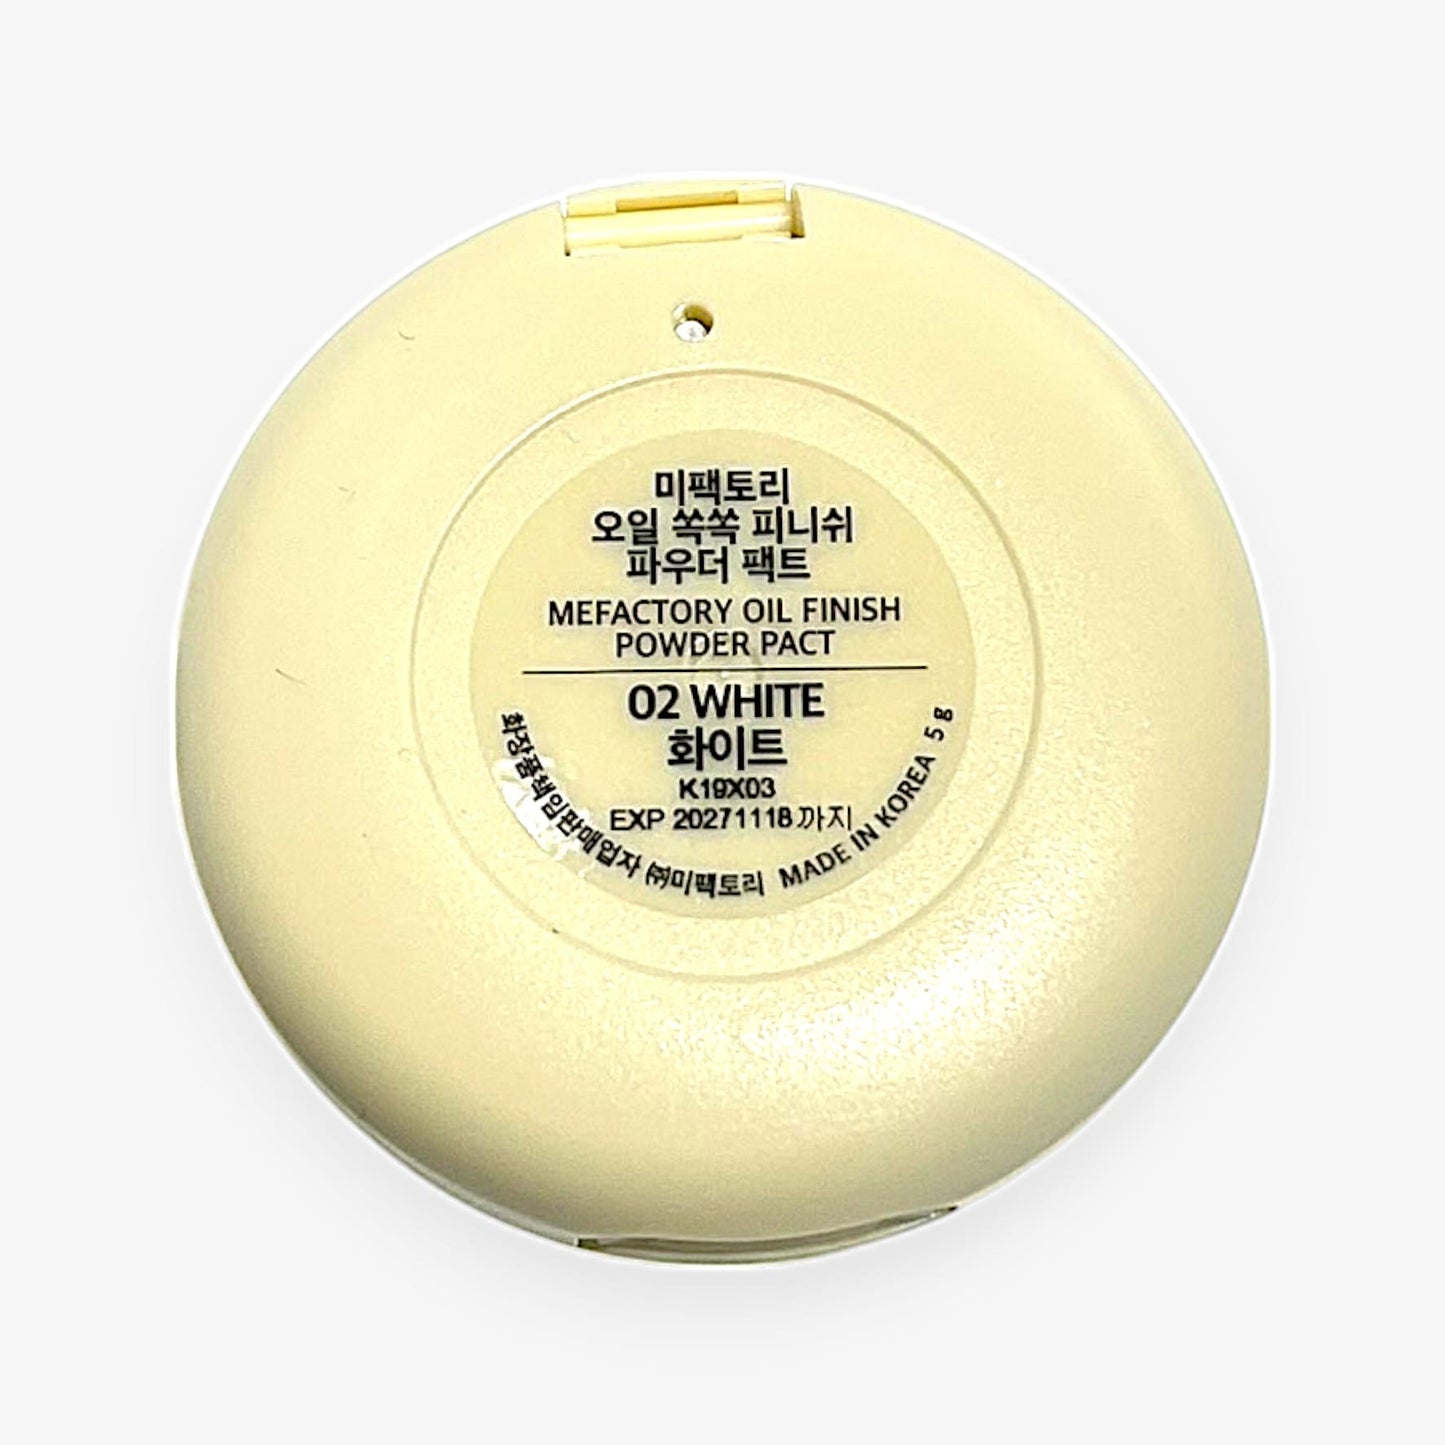 미팩토리
오일 쏙쏙 피니쉬
파우더 팩트
MEFACTORY OIL FINISH
POWDER PACT
02 WHITE
화이트
K19X03
EXP 20271118까지
화장품책임판매업자 ㈜미팩토리 MADE IN KOREA 5g